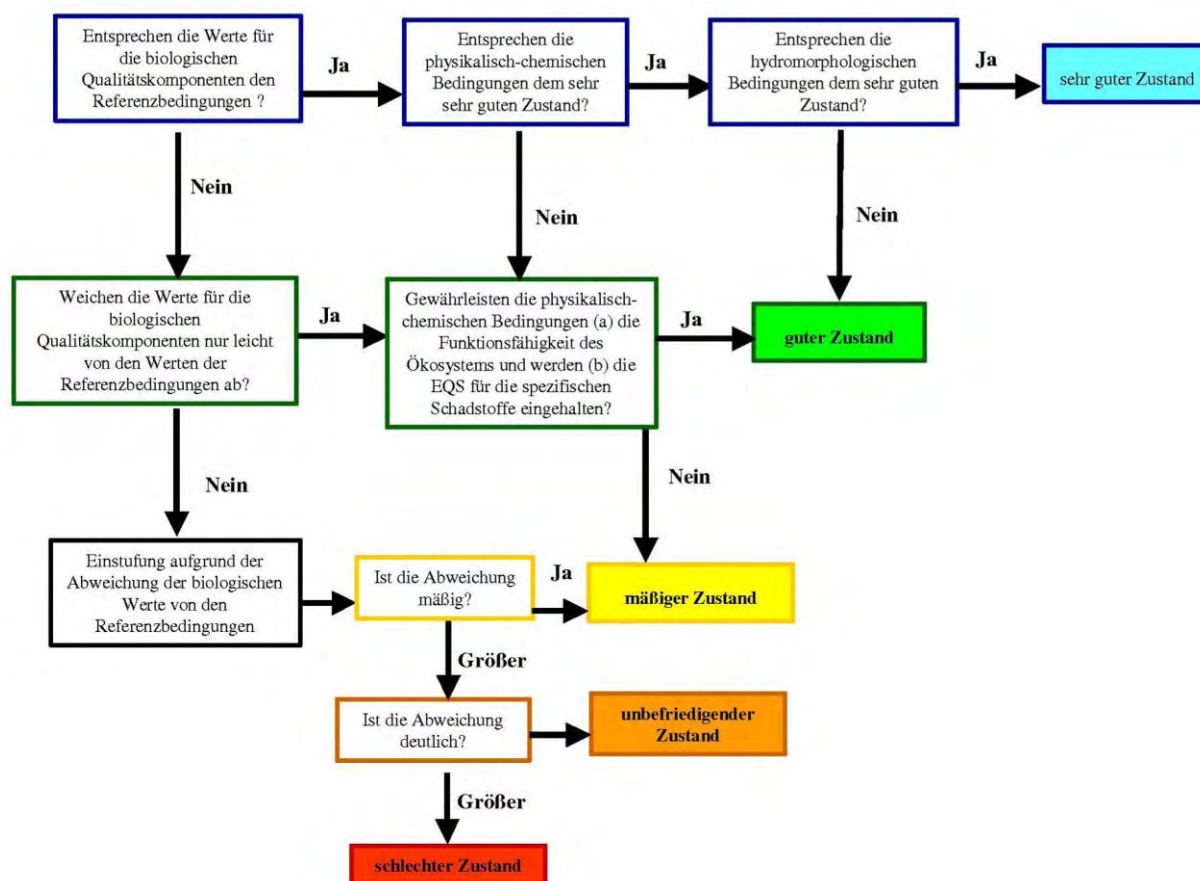 Entsprechen die Werte für
die biologischen
Qualitätskomponenten den
Referenzbedingungen ?
Ja
Entsprechen die
physikalisch-chemischen
Bedingungen dem sehr
sehr guten Zustand?
Ja
Entsprechen die
hydromorphologischen
Bedingungen dem sehr guten
Zustand?
Ja
sehr guter Zustand
Nein
Nein
Nein
Weichen die Werte für die
biologischen
Qualitätskomponenten nur leicht
von den Werten der
Referenzbedingungen ab?
Ja
Gewährleisten die physikalisch-
chemischen Bedingungen (a) die
Funktionsfähigkeit des
Ökosystems und werden (b) die
EQS für die spezifischen
Schadstoffe eingehalten?
Ja
guter Zustand
Nein
Nein
Einstufung aufgrund der
Abweichung der biologischen
Werte von den
Referenzbedingungen
Ist die Abweichung
mäßig?
Ja
mäßiger Zustand
Größer
Ist die Abweichung
deutlich?
unbefriedigender
Zustand
Größer
schlechter Zustand